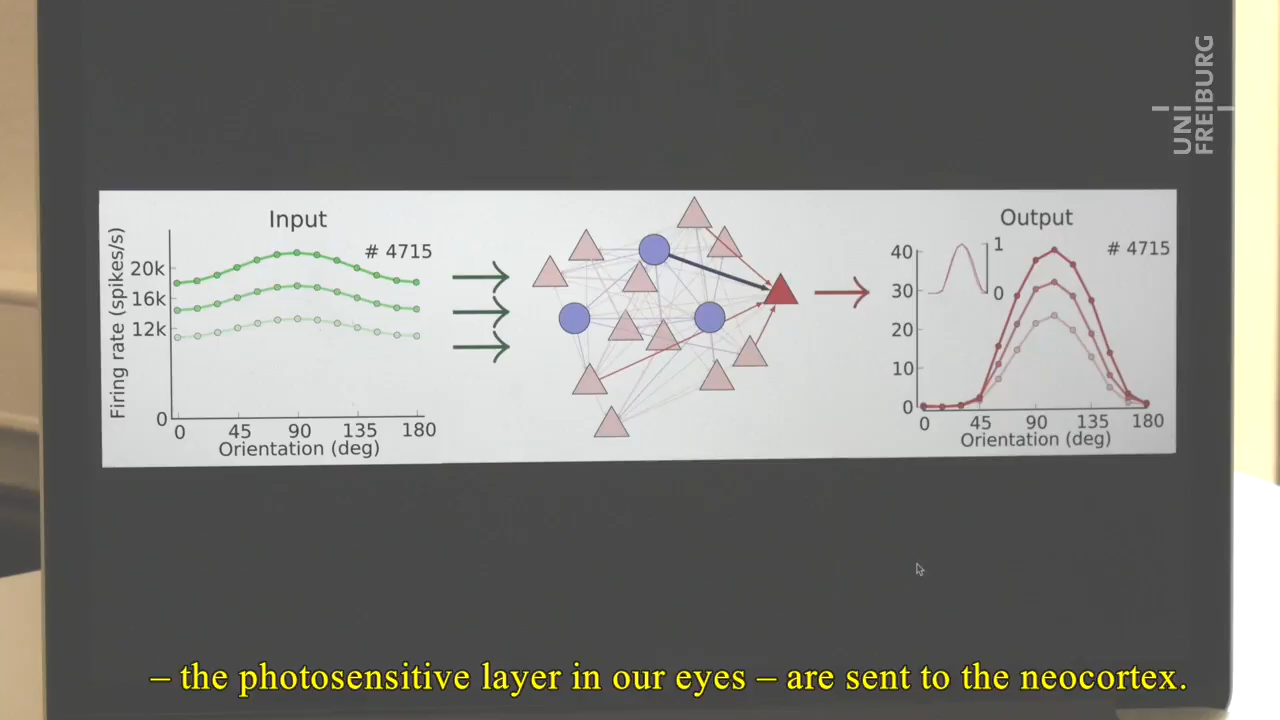 UNI
FREIBURG
Input
# 4715
Firing rate (spikes/s)
20k
16k
12k
0
0 45 90 135 180
Orientation (deg)
Output
# 4715
40
30
20
10
0
1
0
0 45 90 135 180
Orientation (deg)
– the photosensitive layer in our eyes – are sent to the neocortex.